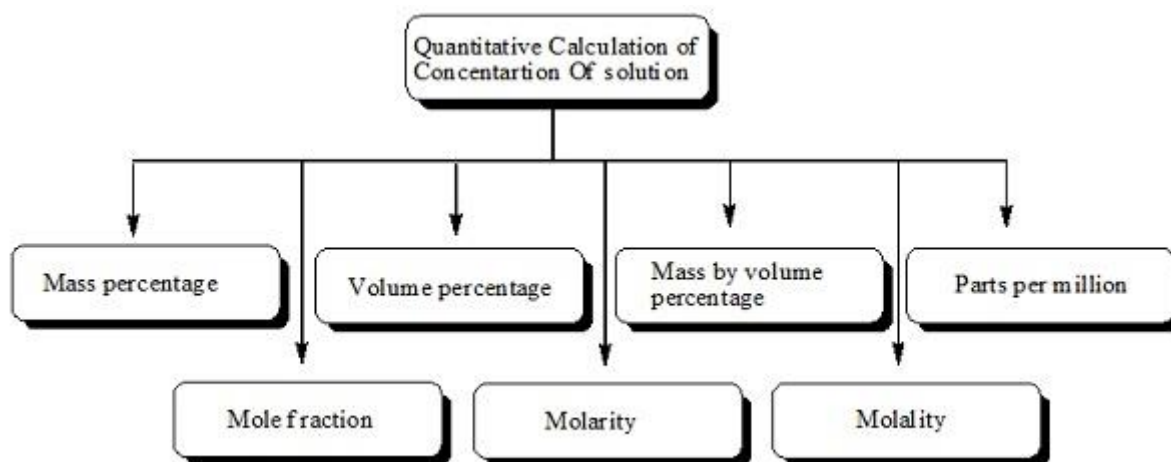 Quantitative Calculation of
Concentartion Of solution
Mass percentage
Volume percentage
Mass by volume
percentage
Parts per million
Mole fraction
Molarity
Molality